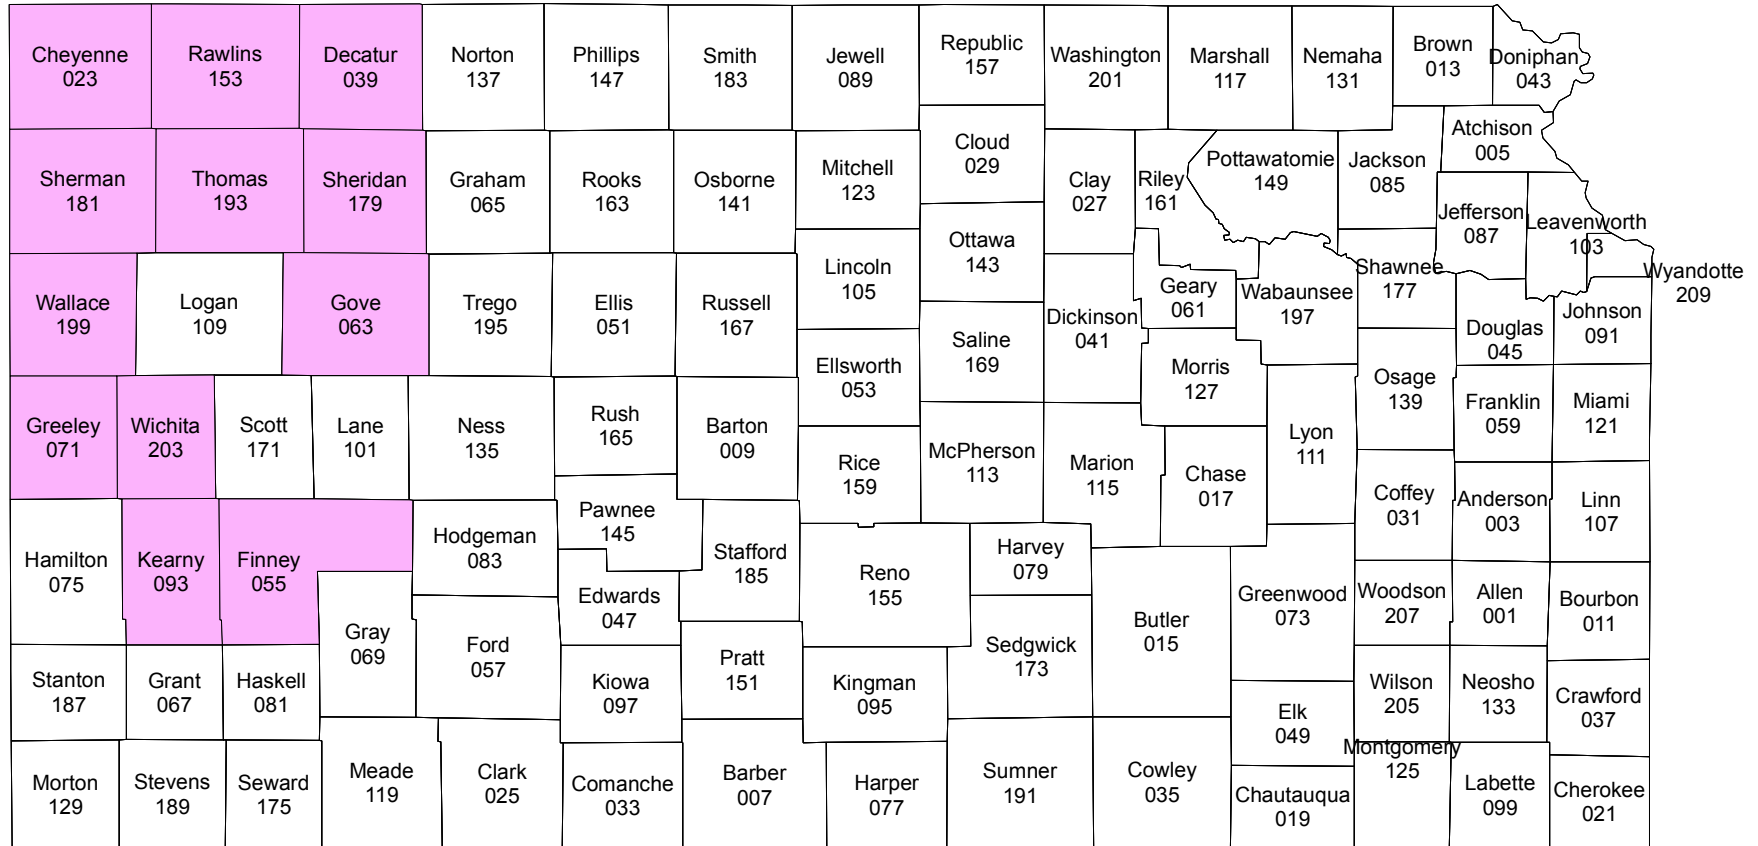 Cheyenne
023
Rawlins
153
Decatur
039
Norton
137
Phillips
147
Smith
183
Jewell
089
Republic
157
Washington
201
Marshall
117
Nemaha
131
Brown
013
Doniphan
043
Sherman
181
Thomas
193
Sheridan
179
Graham
065
Rooks
163
Osborne
141
Mitchell
123
Cloud
029
Clay
027
Riley
161
Pottawatomie
149
Jackson
085
Atchison
005
Jefferson
087
Leavenworth
103
Wyandotte
209
Wallace
199
Logan
109
Gove
063
Trego
195
Ellis
051
Russell
167
Lincoln
105
Ottawa
143
Dickinson
041
Geary
061
Wabaunsee
197
Shawnee
177
Douglas
045
Johnson
091
Ellsworth
053
Saline
169
Morris
127
Osage
139
Franklin
059
Miami
121
Greeley
071
Wichita
203
Scott
171
Lane
101
Ness
135
Rush
165
Barton
009
Rice
159
McPherson
113
Marion
115
Chase
017
Lyon
111
Coffey
031
Anderson
003
Linn
107
Hamilton
075
Kearny
093
Finney
055
Hodgeman
083
Pawnee
145
Stafford
185
Edwards
047
Reno
155
Harvey
079
Butler
015
Greenwood
073
Woodson
207
Allen
001
Bourbon
011
Gray
069
Ford
057
Kiowa
097
Pratt
151
Kingman
095
Sedgwick
173
Stanton
187
Grant
067
Haskell
081
Elk
049
Wilson
205
Neosho
133
Crawford
037
Morton
129
Stevens
189
Seward
175
Meade
119
Clark
025
Comanche
033
Barber
007
Harper
077
Sumner
191
Cowley
035
Chautauqua
019
Montgomery
125
Labette
099
Cherokee
021